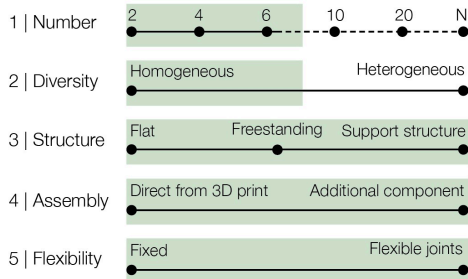 1 | Number 2 4 6 10 20 N
2 | Diversity Homogeneous Heterogeneous
3 | Structure Flat Freestanding Support structure
4 | Assembly Direct from 3D print Additional component
5 | Flexibility Fixed Flexible joints